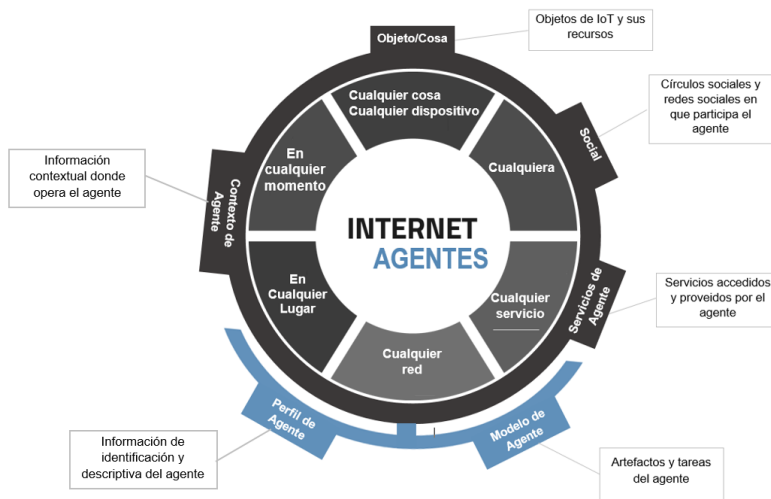 Objeto/Cosa
Objetos de IoT y sus
recursos
Cualquier cosa
Cualquier dispositivo
Círculos sociales y
redes sociales en
que participa el
agente
Social
En
cualquier
momento
Cualquiera
Información
contextual donde
opera el agente
Contexto de
Agente
INTERNET
AGENTES
En
Cualquier
Lugar
Cualquier
servicio
Servicios de
Agente
Servicios accedidos
y proveidos por el
agente
Cualquier
red
Perfil de
Agente
Modelo de
Agente
Información de
identificación y
descriptiva del agente
Artefactos y tareas
del agente